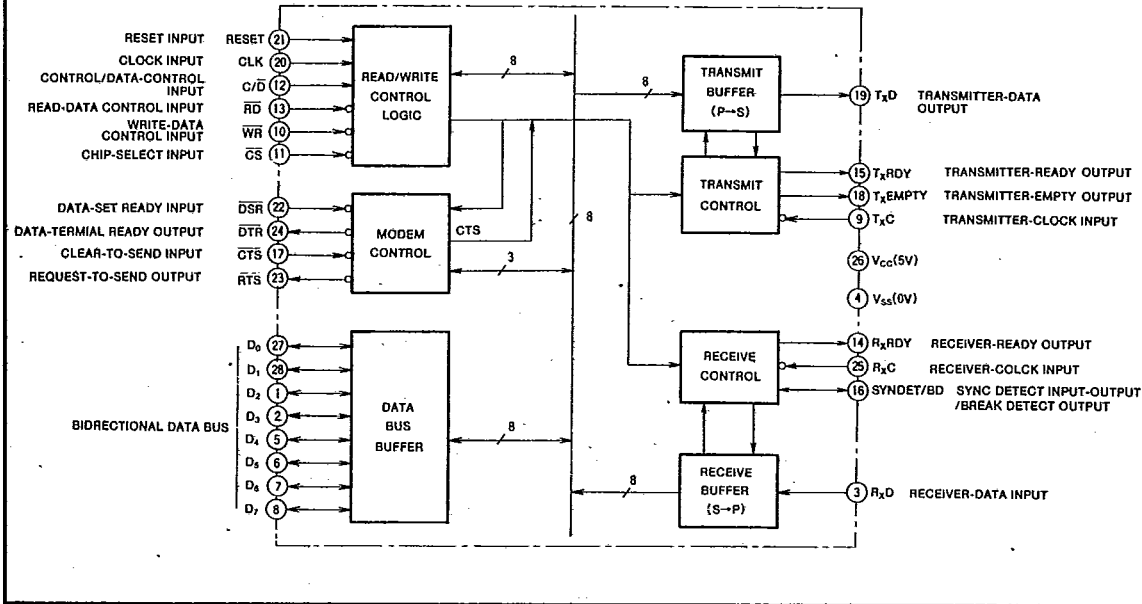 RESET INPUT RESET 21
CLOCK INPUT CLK 20
CONTROL/DATA-CONTROL
INPUT C/D̅ 12
READ-DATA CONTROL INPUT R̅D̅ 13
WRITE-DATA
CONTROL INPUT W̅R̅ 10
CHIP-SELECT INPUT C̅S̅ 11
READ/WRITE
CONTROL
LOGIC
8
DATA-SET READY INPUT 22 D̅S̅R̅
DATA-TERMIAL READY OUTPUT 24 D̅T̅R̅
CLEAR-TO-SEND INPUT 17 C̅T̅S̅
REQUEST-TO-SEND OUTPUT 23 R̅T̅S̅
MODEM
CONTROL
CTS
3
8
BIDRECTIONAL DATA BUS
D0 27
D1 28
D2 1
D3 2
D4 5
D5 6
D6 7
D7 8
DATA
BUS
BUFFER
8
8
TRANSMIT
BUFFER
(P→S)
19 TXD TRANSMITTER-DATA
OUTPUT
TRANSMIT
CONTROL
15 TXRDY TRANSMITTER-READY OUTPUT
18 TXEMPTY TRANSMITTER-EMPTY OUTPUT
9 TXC TRANSMITTER-CLOCK INPUT
26 VCC(5V)
4 VSS(0V)
RECEIVE
CONTROL
14 RXRDY RECEIVER-READY OUTPUT
25 RXC RECEIVER-COLCK INPUT
16 SYNDET/BD SYNC DETECT INPUT-OUTPUT
/BREAK DETECT OUTPUT
8
RECEIVE
BUFFER
(S→P)
3 RXD RECEIVER-DATA INPUT